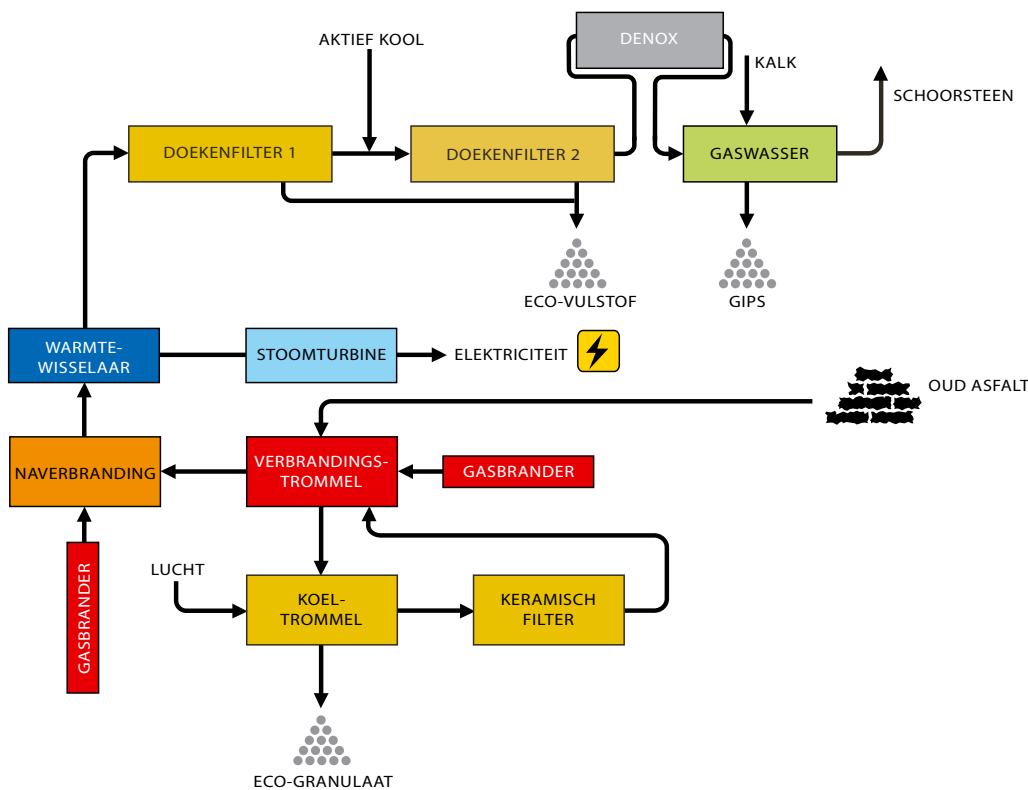 DENOX
AKTIEF KOOL
KALK
SCHOORSTEEN
DOEKENFILTER 1
DOEKENFILTER 2
GASWASSER
ECO-VULSTOF
GIPS
WARMTE-
WISSELAAR
STOOMTURBINE
ELEKTRICITEIT
OUD ASFALT
NAVERBRANDING
VERBRANDINGS-
TROMMEL
GASBRANDER
GASBRANDER
LUCHT
KOEL-
TROMMEL
KERAMISCH
FILTER
ECO-GRANULAAT